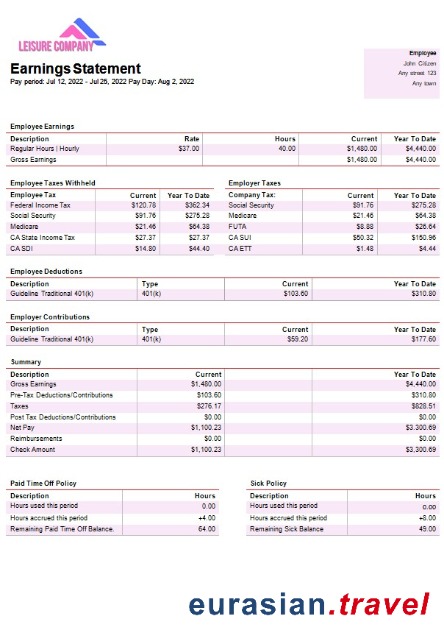 LEISURE COMPANY
Earnings Statement
Pay period: Jul 12, 2022 - Jul 25, 2022 Pay Day: Aug 2, 2022
Employee
John Citizen
Any street 123
Any town
Employee Earnings
Description Rate Hours Current Year To Date
Regular Hours | Hourly $37.00 40.00 $1,480.00 $4,440.00
Gross Earnings $1,480.00 $4,440.00
Employee Taxes Withheld Employer Taxes
Employee Tax Current Year To Date Company Tax: Current Year To Date
Federal Income Tax $120.78 $362.34 Social Security $91.76 $275.28
Social Security $91.76 $275.28 Medicare $21.46 $64.38
Medicare $21.46 $64.38 FUTA $8.88 $26.64
CA State Income Tax $27.37 $27.37 CA SUI $50.32 $150.96
CA SDI $14.80 $44.40 CA ETT $1.48 $4.44
Employee Deductions
Description Type Current Year To Date
Guideline Traditional 401(k) 401(k) $103.60 $310.80
Employer Contributions
Description Type Current Year To Date
Guideline Traditional 401(k) 401(k) $59.20 $177.60
Summary
Description Current Year To Date
Gross Earnings $1,480.00 $4,440.00
Pre-Tax Deductions/Contributions $103.60 $310.80
Taxes $276.17 $828.51
Post Tax Deductions/Contributions $0.00 $0.00
Net Pay $1,100.23 $3,300.69
Reimbursements $0.00 $0.00
Check Amount $1,100.23 $3,300.69
Paid Time Off Policy Sick Policy
Description Hours Description Hours
Hours used this period 0.00 Hours used this period 0.00
Hours accrued this period +4.00 Hours accrued this period +8.00
Remaining Paid Time Off Balance. 64.00 Remaining Sick Balance 49.00
eurasian.travel